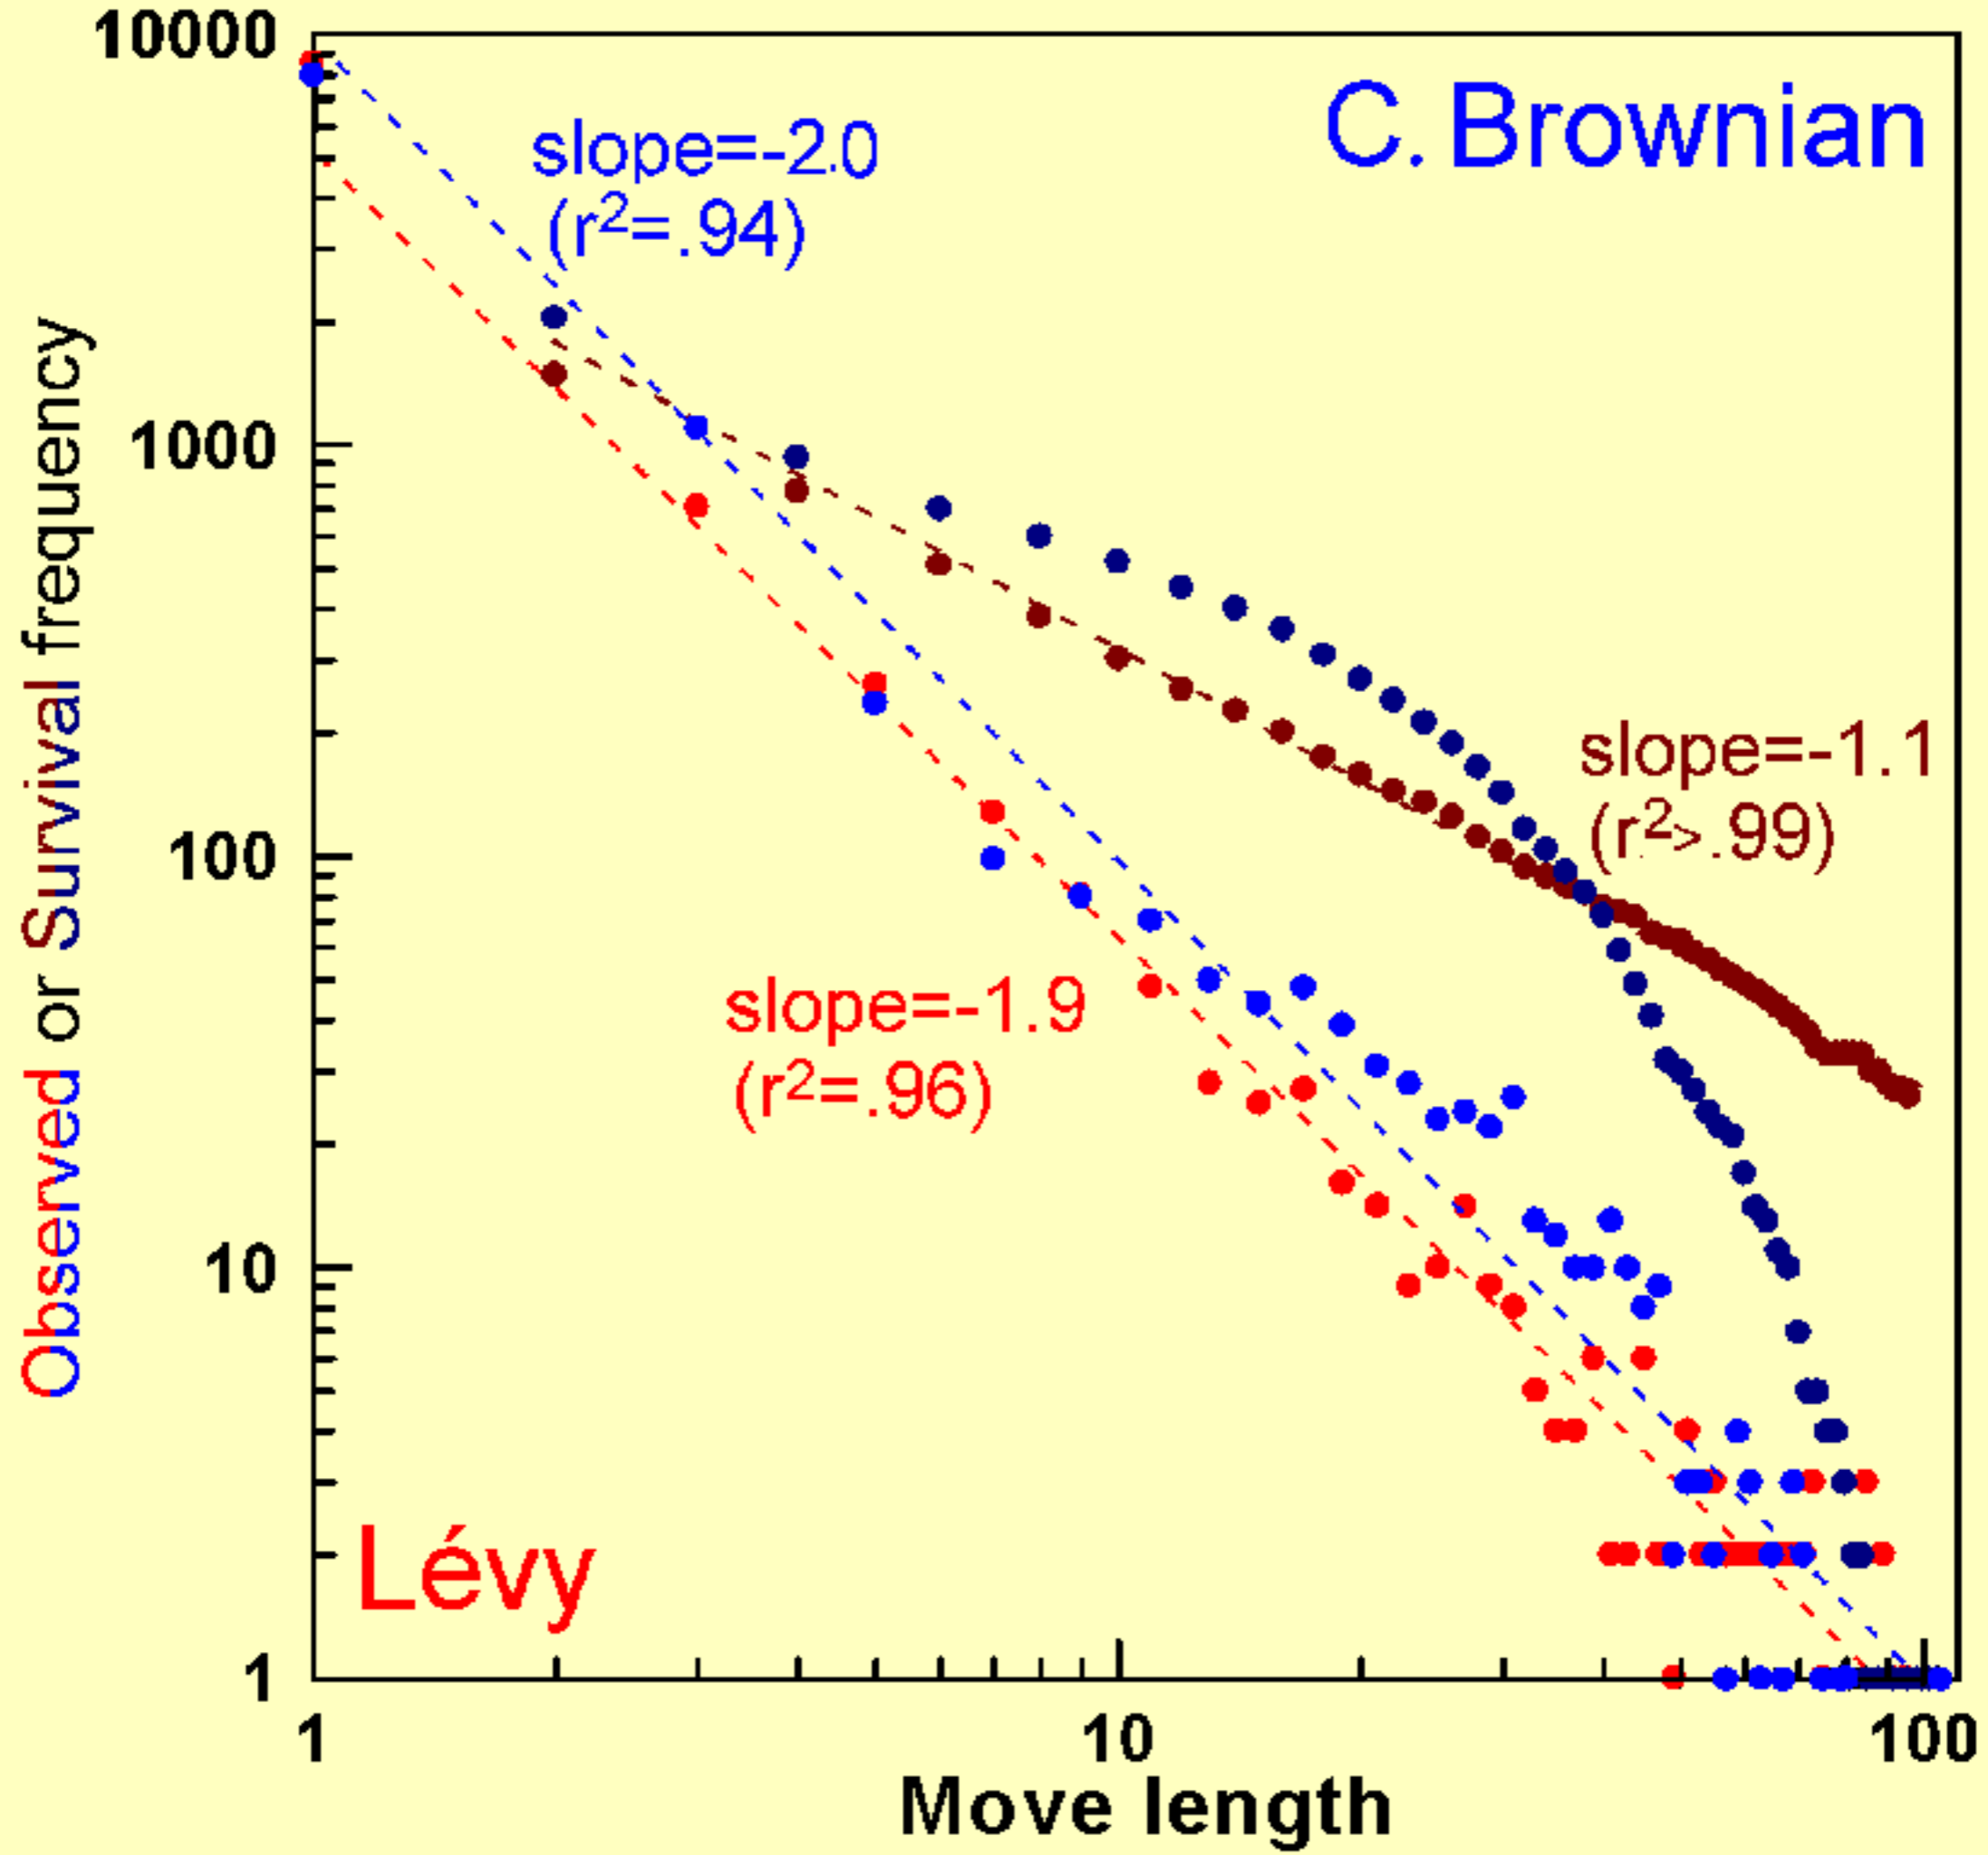 10000
1000
100
10
1
Observed or Survival frequency
C. Brownian
slope=-2.0
(r²=.94)
slope=-1.1
(r²>.99)
slope=-1.9
(r²=.96)
Lévy
1
10
100
Move length